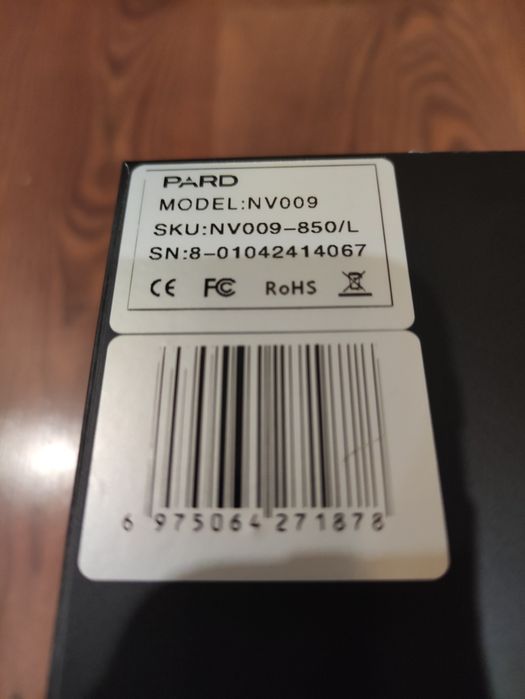 PARD
MODEL:NV009
SKU:NV009-850/L
SN:8-01042414067
CE FC RoHS
6 975064 271878